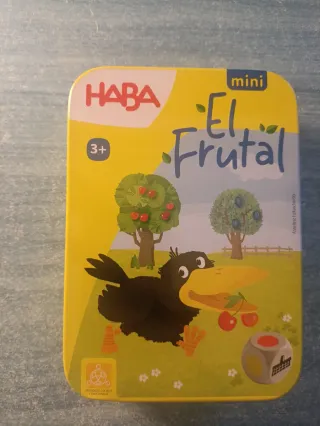 HABA
mini
El
Frutal
3+